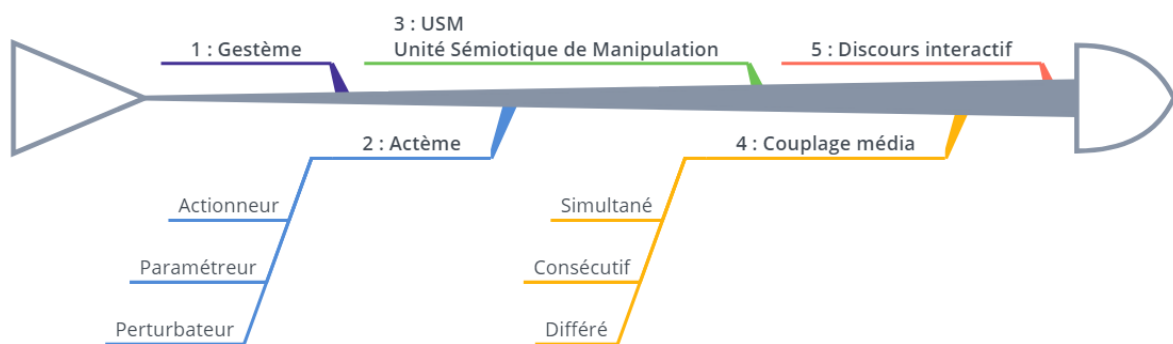 1 : Gestème
2 : Actème
Actionneur
Paramétreur
Perturbateur
3 : USM
Unité Sémiotique de Manipulation
4 : Couplage média
Simultané
Consécutif
Différé
5 : Discours interactif